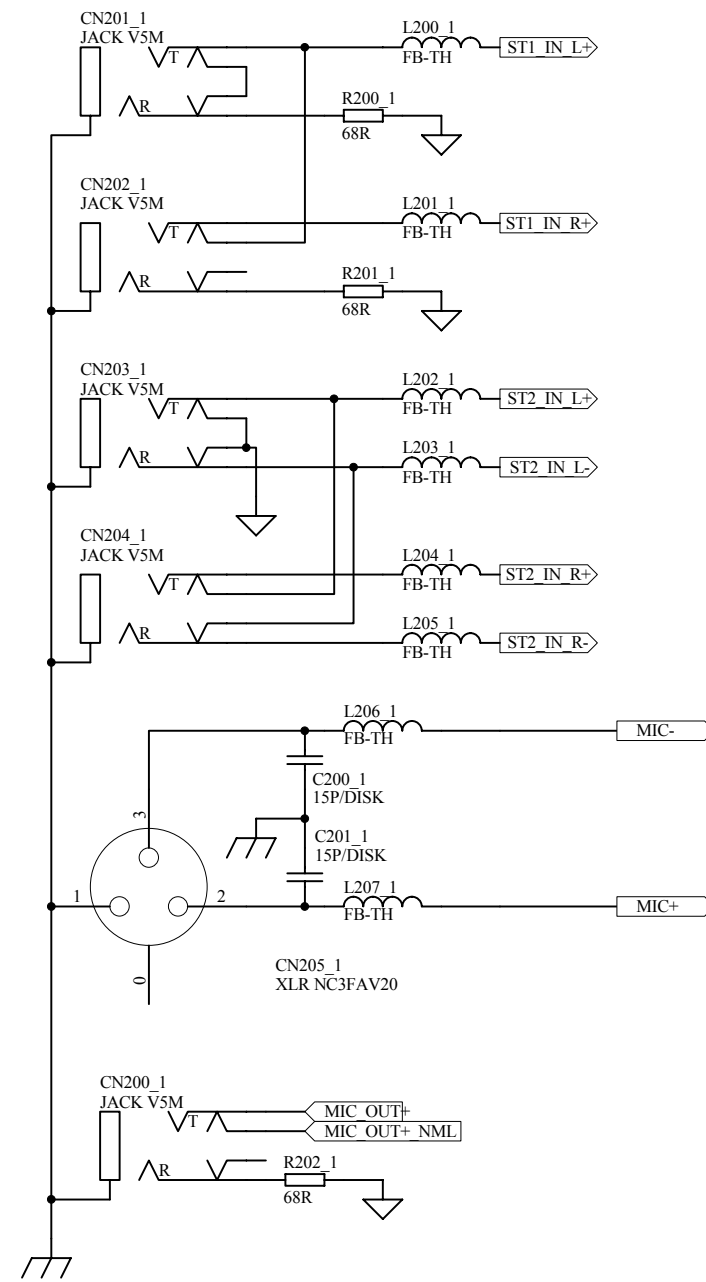 CN201_1
JACK V5M
T
R
L200_1
FB-TH
ST1_IN_L+
R200_1
68R
CN202_1
JACK V5M
T
R
L201_1
FB-TH
ST1_IN_R+
R201_1
68R
CN203_1
JACK V5M
T
R
L202_1
FB-TH
ST2_IN_L+
L203_1
FB-TH
ST2_IN_L-
CN204_1
JACK V5M
T
R
L204_1
FB-TH
ST2_IN_R+
L205_1
FB-TH
ST2_IN_R-
L206_1
FB-TH
MIC-
C200_1
15P/DISK
C201_1
15P/DISK
3
1
2
0
L207_1
FB-TH
MIC+
CN205_1
XLR NC3FAV20
CN200_1
JACK V5M
T
R
MIC_OUT+
MIC_OUT+_NML
R202_1
68R